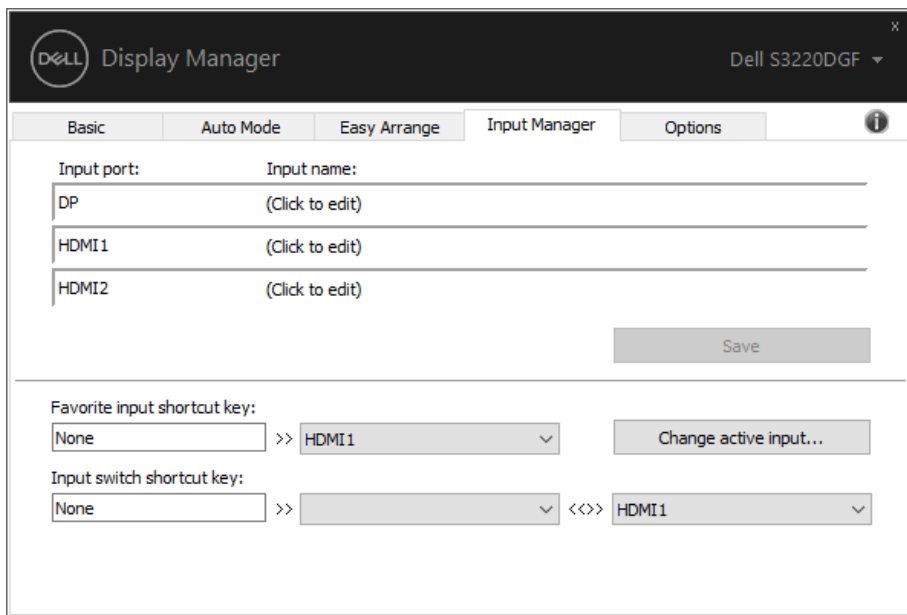 x
DELL Display Manager Dell S3220DGF
Basic Auto Mode Easy Arrange Input Manager Options i
Input port: Input name:
DP (Click to edit)
HDMI1 (Click to edit)
HDMI2 (Click to edit)
Save
Favorite input shortcut key:
None >> HDMI1 Change active input...
Input switch shortcut key:
None >> <<>> HDMI1